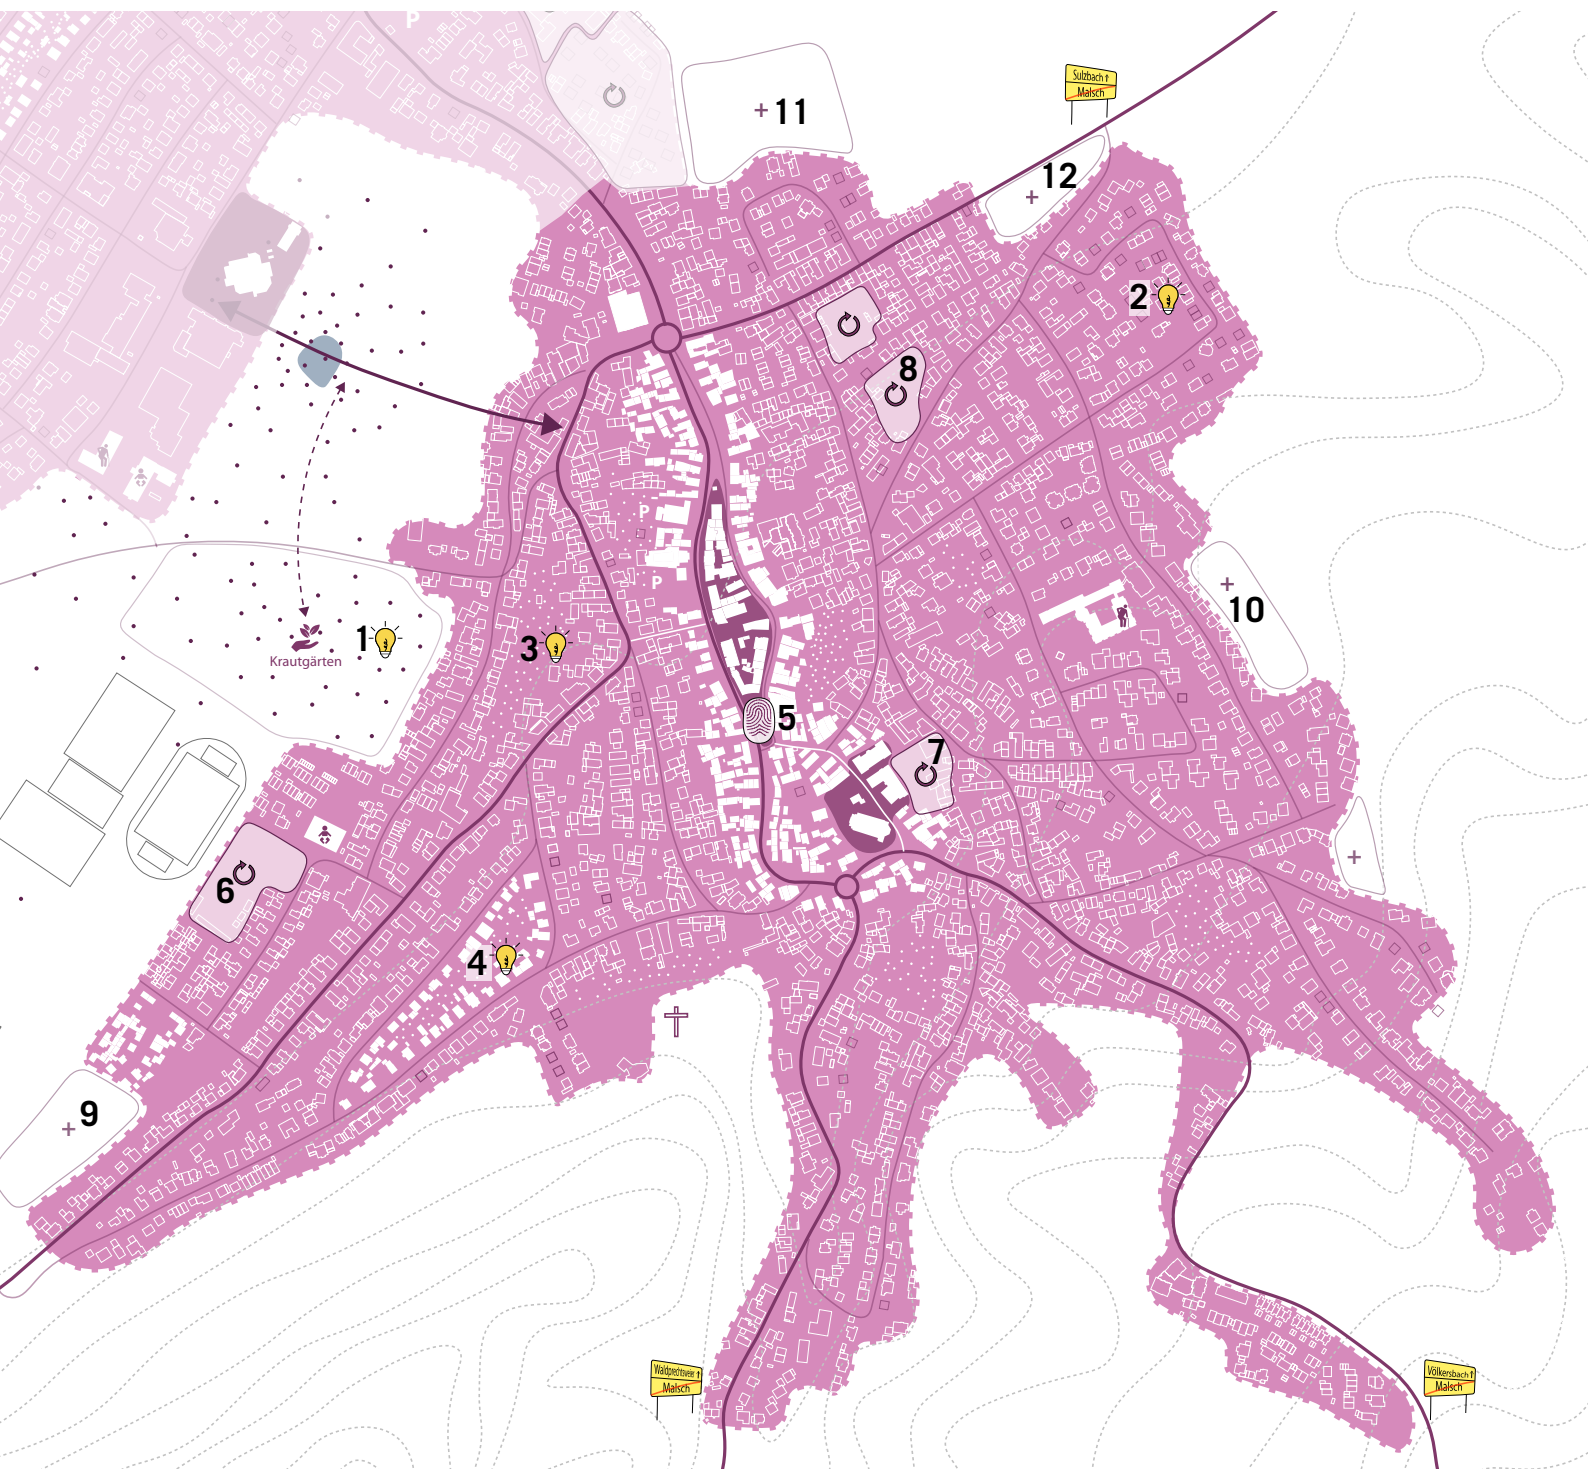 P
11
Sulzbach ↑
Malsch
12
2
8
P
P
10
1
Krautgärten
3
5
7
6
4
9
Waldprechtsweier ↑
Malsch
Völkersbach ↑
Malsch